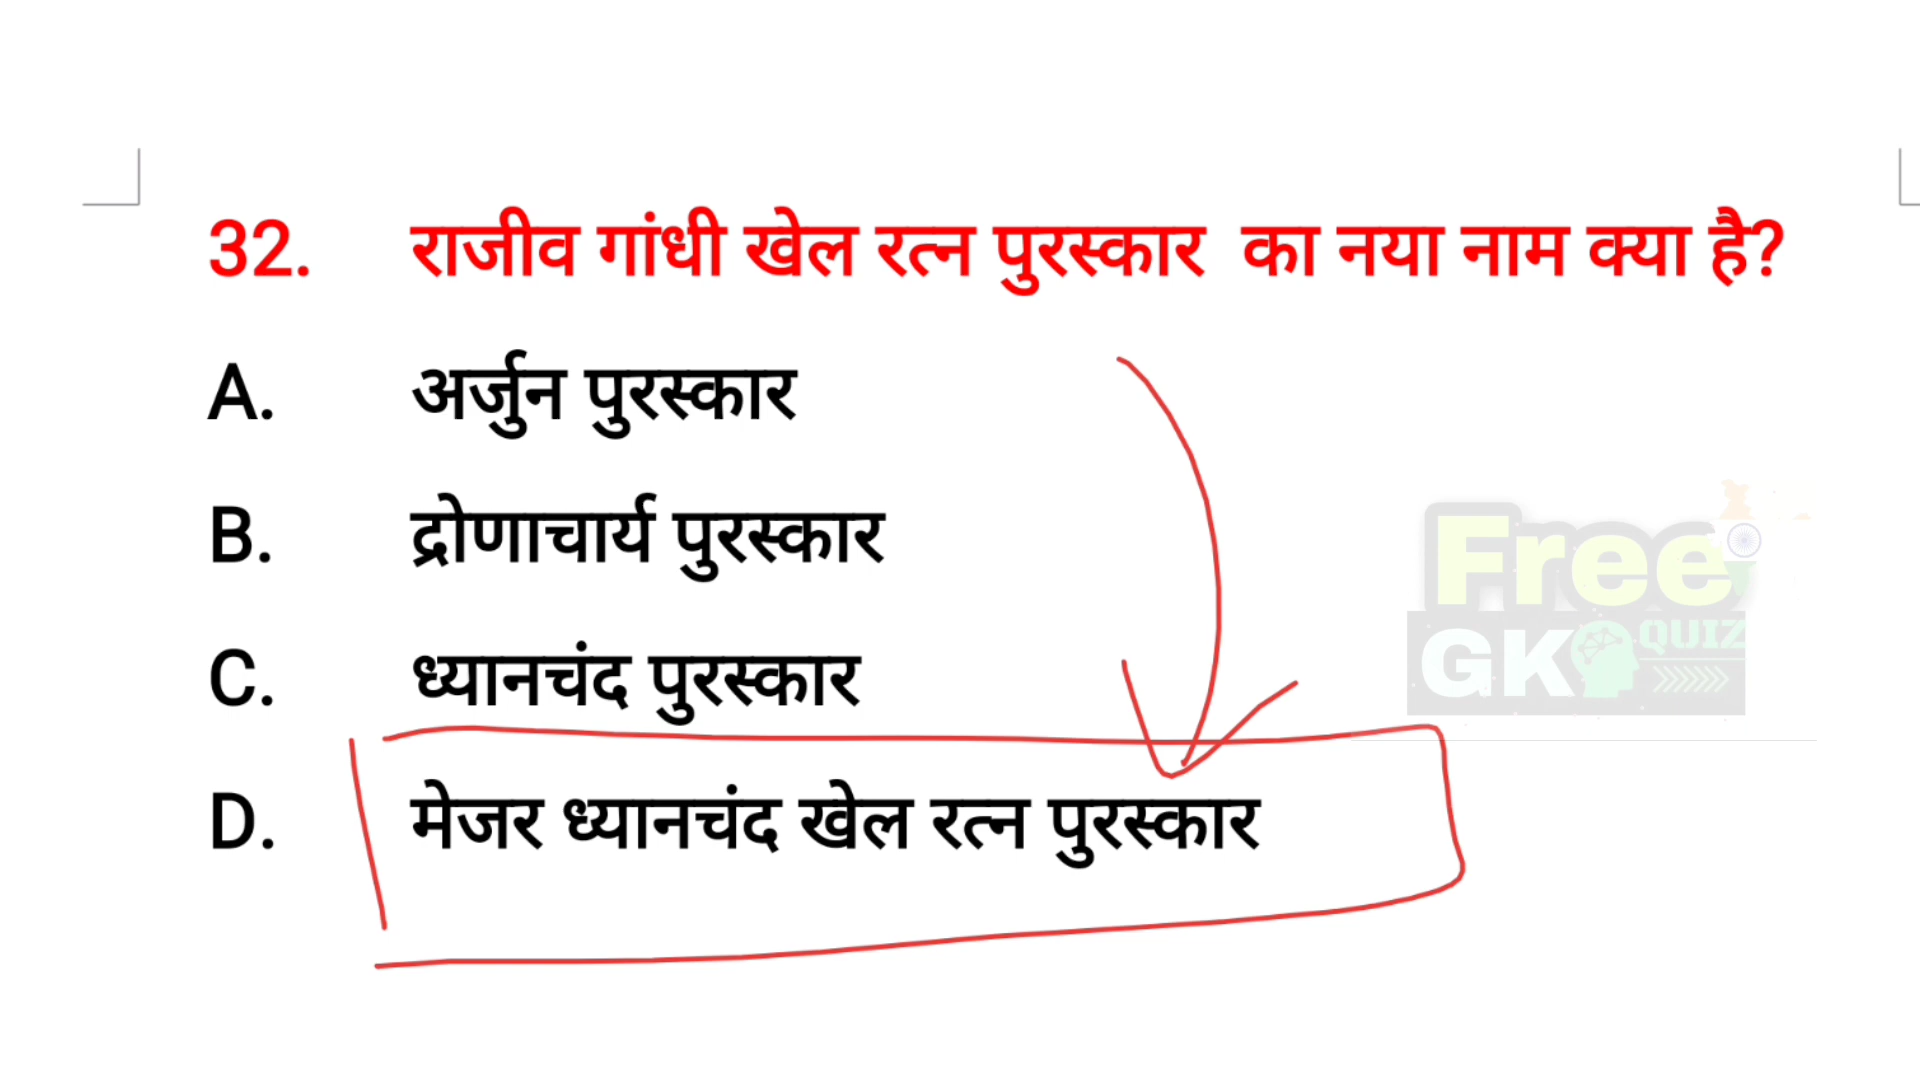 32. राजीव गांधी खेल रत्न पुरस्कार का नया नाम क्या है?
A. अर्जुन पुरस्कार
B. द्रोणाचार्य पुरस्कार
Free
GK QUIZ
C. ध्यानचंद पुरस्कार
D. मेजर ध्यानचंद खेल रत्न पुरस्कार